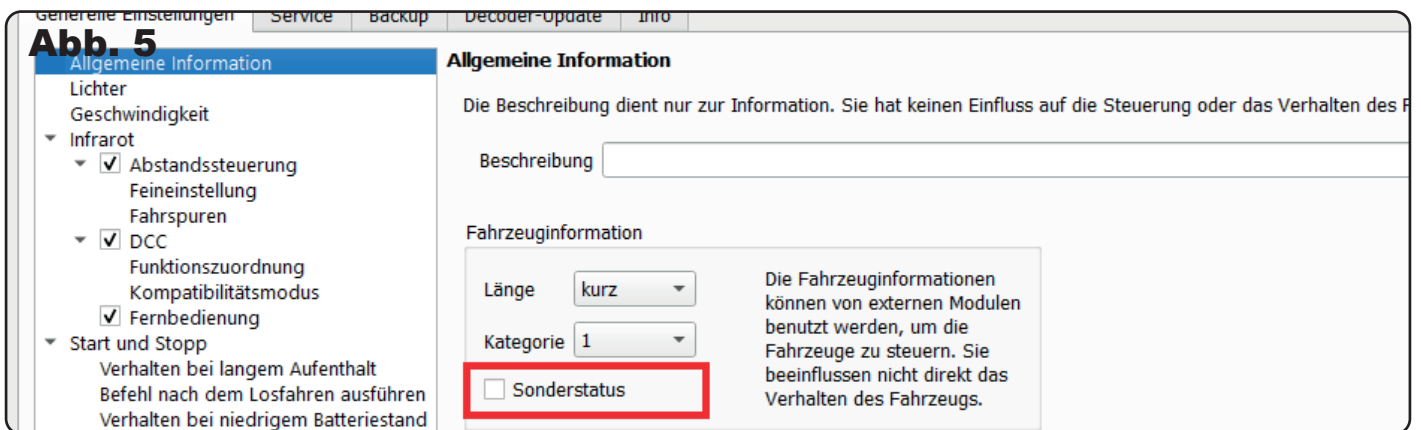 Generelle Einstellungen Service Backup Decoder-Update Info
Abb. 5
Allgemeine Information
Lichter
Geschwindigkeit
Infrarot
Abstandssteuerung
Feineinstellung
Fahrspuren
DCC
Funktionszuordnung
Kompatibilitätsmodus
Fernbedienung
Start und Stopp
Verhalten bei langem Aufenthalt
Befehl nach dem Losfahren ausführen
Verhalten bei niedrigem Batteriestand
Allgemeine Information
Die Beschreibung dient nur zur Information. Sie hat keinen Einfluss auf die Steuerung oder das Verhalten des F
Beschreibung
Fahrzeuginformation
Länge kurz
Kategorie 1
Sonderstatus
Die Fahrzeuginformationen
können von externen Modulen
benutzt werden, um die
Fahrzeuge zu steuern. Sie
beeinflussen nicht direkt das
Verhalten des Fahrzeugs.